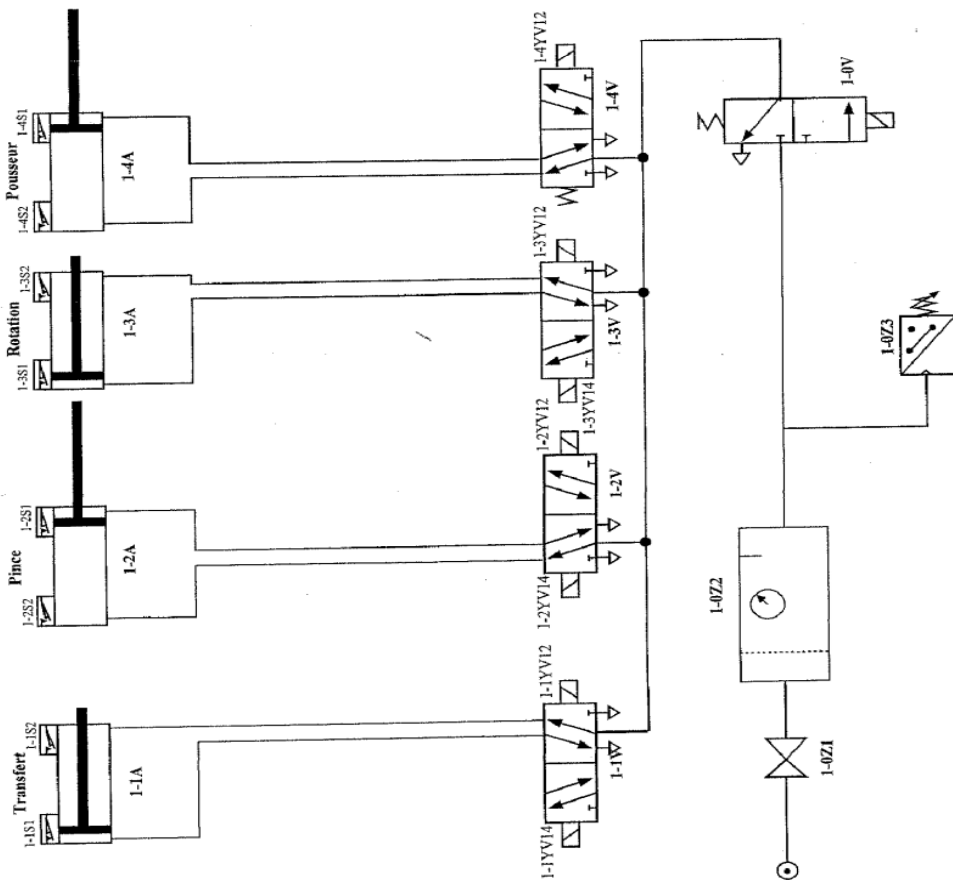 Transfert
1-1S1
1-1S2
1-1A
Pince
1-2S2
1-2S1
1-2A
Rotation
1-3S1
1-3S2
1-3A
Pousseur
1-4S2
1-4S1
1-4A
1-1YV14
1-1YV12
1-1V
1-2YV14
1-2YV12
1-2V
1-3YV14
1-3YV12
1-3V
1-4YV12
1-4V
1-0Z1
1-0Z2
1-0Z3
1-0V